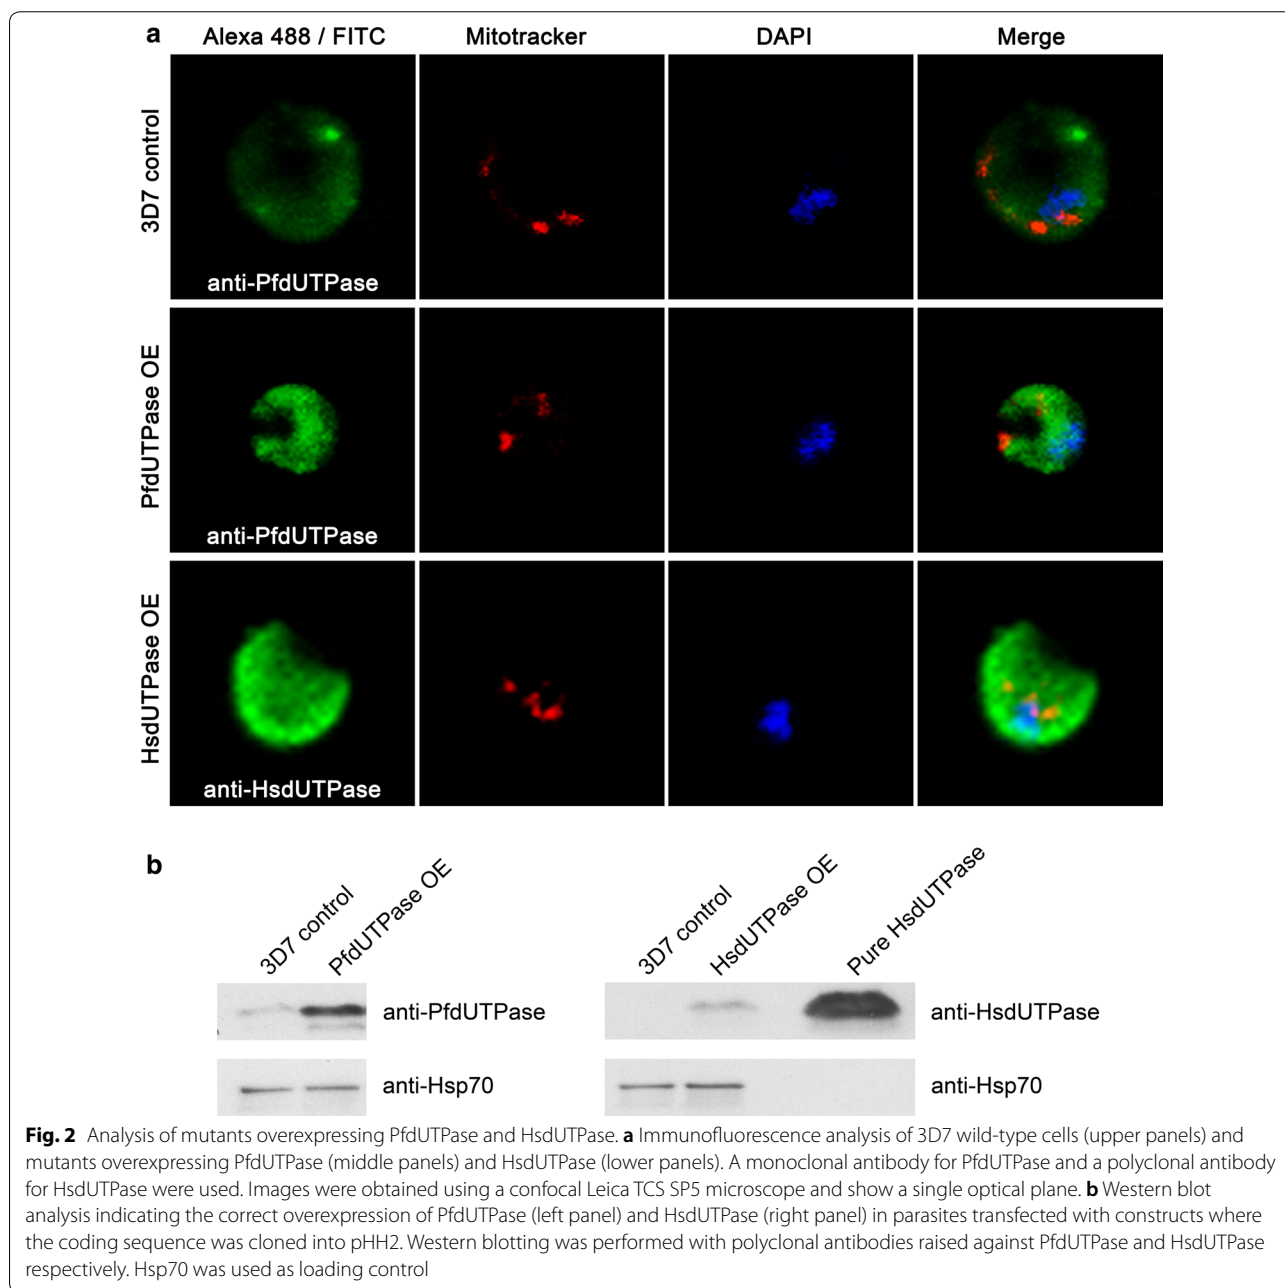 a
Alexa 488 / FITC
Mitotracker
DAPI
Merge
3D7 control
anti-PfdUTPase
PfdUTPase OE
anti-PfdUTPase
HsdUTPase OE
anti-HsdUTPase
b
3D7 control
PfdUTPase OE
3D7 control
HsdUTPase OE
Pure HsdUTPase
anti-PfdUTPase
anti-HsdUTPase
anti-Hsp70
anti-Hsp70
Fig. 2 Analysis of mutants overexpressing PfdUTPase and HsdUTPase. a Immunofluorescence analysis of 3D7 wild-type cells (upper panels) and
mutants overexpressing PfdUTPase (middle panels) and HsdUTPase (lower panels). A monoclonal antibody for PfdUTPase and a polyclonal antibody
for HsdUTPase were used. Images were obtained using a confocal Leica TCS SP5 microscope and show a single optical plane. b Western blot
analysis indicating the correct overexpression of PfdUTPase (left panel) and HsdUTPase (right panel) in parasites transfected with constructs where
the coding sequence was cloned into pHH2. Western blotting was performed with polyclonal antibodies raised against PfdUTPase and HsdUTPase
respectively. Hsp70 was used as loading control